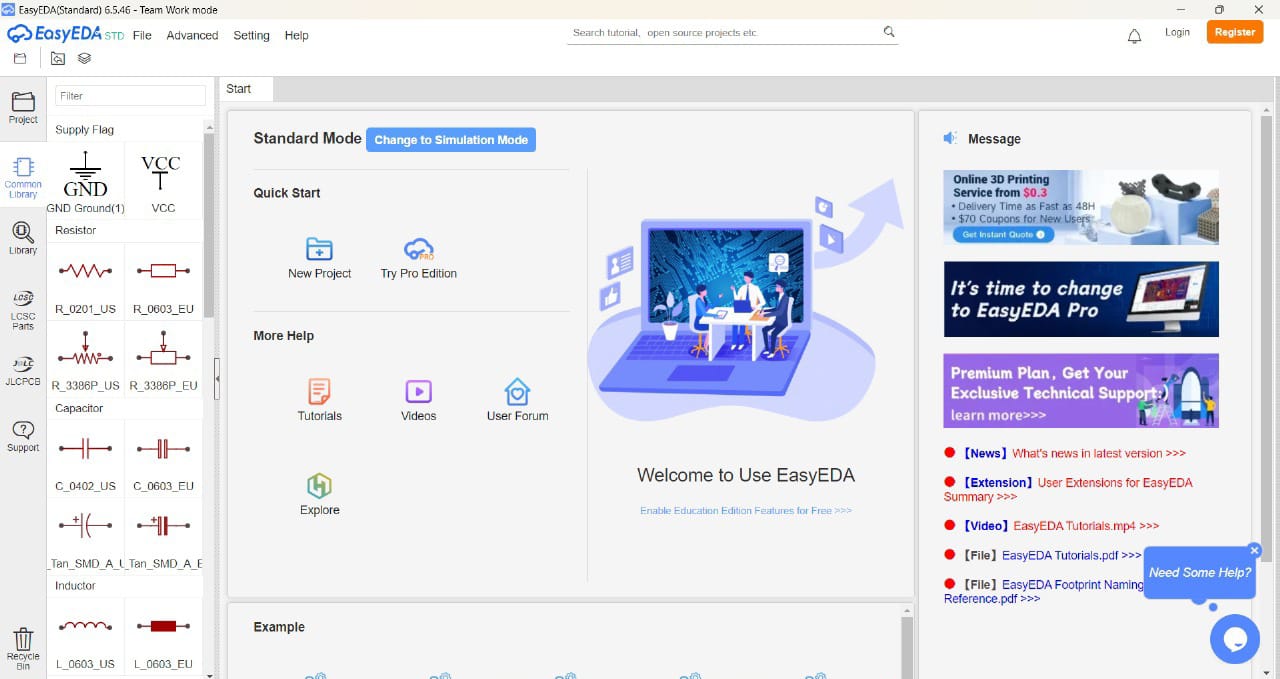 EasyEDA(Standard) 6.5.46 - Team Work mode
EasyEDA STD File Advanced Setting Help
Search tutorial, open source projects etc
Login
Register
Project
Common
Library
Library
LCSC
LCSC
Parts
JLC
JLCPCB
Support
Recycle
Bin
Filter
Supply Flag
GND
VCC
GND Ground(1)
VCC
Resistor
R_0201_US
R_0603_EU
R_3386P_US
R_3386P_EU
Capacitor
C_0402_US
C_0603_EU
_Tan_SMD_A_U
_Tan_SMD_A_E
Inductor
L_0603_US
L_0603_EU
Start
Standard Mode
Change to Simulation Mode
Quick Start
PRO
New Project
Try Pro Edition
More Help
Tutorials
Videos
User Forum
Explore
Welcome to Use EasyEDA
Enable Education Edition Features for Free >>>
Example
Message
Online 3D Printing
Service from $0.3
• Delivery Time as Fast as 48H
• $70 Coupons for New Users
Get Instant Quote
It's time to change
to EasyEDA Pro
Premium Plan, Get Your
Exclusive Technical Support:)
learn more>>>
【News】What's news in latest version >>>
【Extension】User Extensions for EasyEDA
Summary >>>
【Video】EasyEDA Tutorials.mp4 >>>
【File】EasyEDA Tutorials.pdf >>>
【File】EasyEDA Footprint Naming
Reference.pdf >>>
Need Some Help?